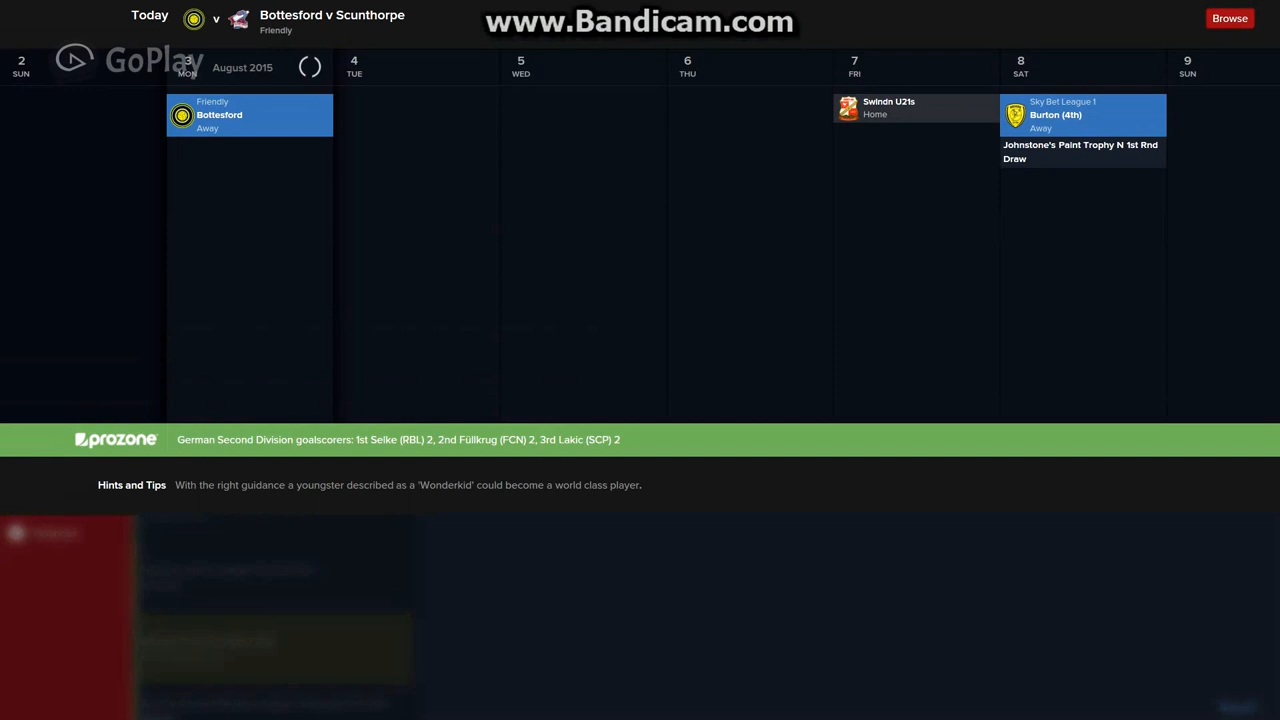 Today
v
Bottesford v Scunthorpe
Friendly
www.Bandicam.com
Browse
GoPlay
2
SUN
3
MON
August 2015
4
TUE
5
WED
6
THU
7
FRI
8
SAT
9
SUN
Friendly
Bottesford
Away
Swindn U21s
Home
Sky Bet League 1
Burton (4th)
Away
Johnstone's Paint Trophy N 1st Rnd
Draw
prozone
German Second Division goalscorers: 1st Selke (RBL) 2, 2nd Füllkrug (FCN) 2, 3rd Lakic (SCP) 2
Hints and Tips
With the right guidance a youngster described as a 'Wonderkid' could become a world class player.